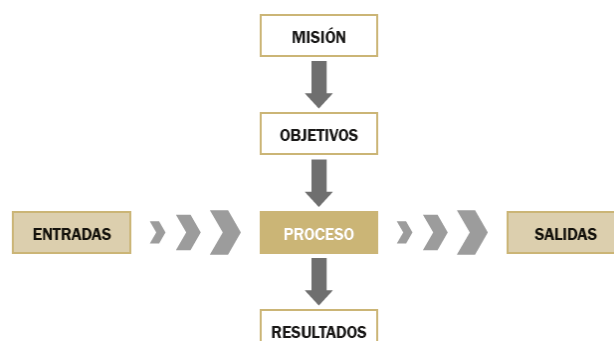 MISIÓN
OBJETIVOS
ENTRADAS
PROCESO
SALIDAS
RESULTADOS